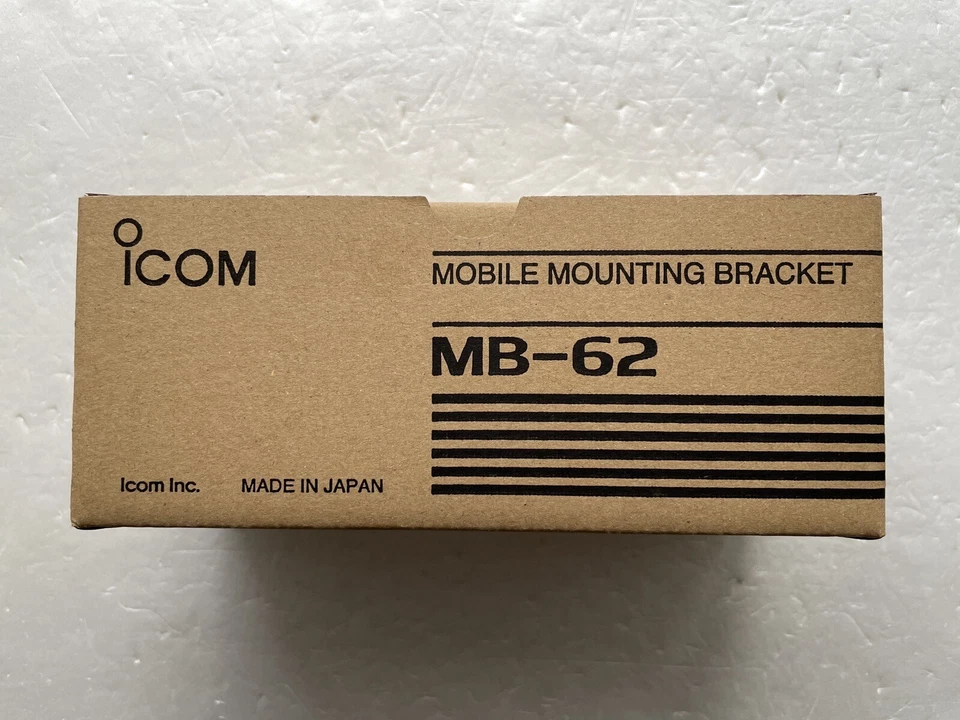 ICOM
MOBILE MOUNTING BRACKET
MB-62
Icom Inc. MADE IN JAPAN